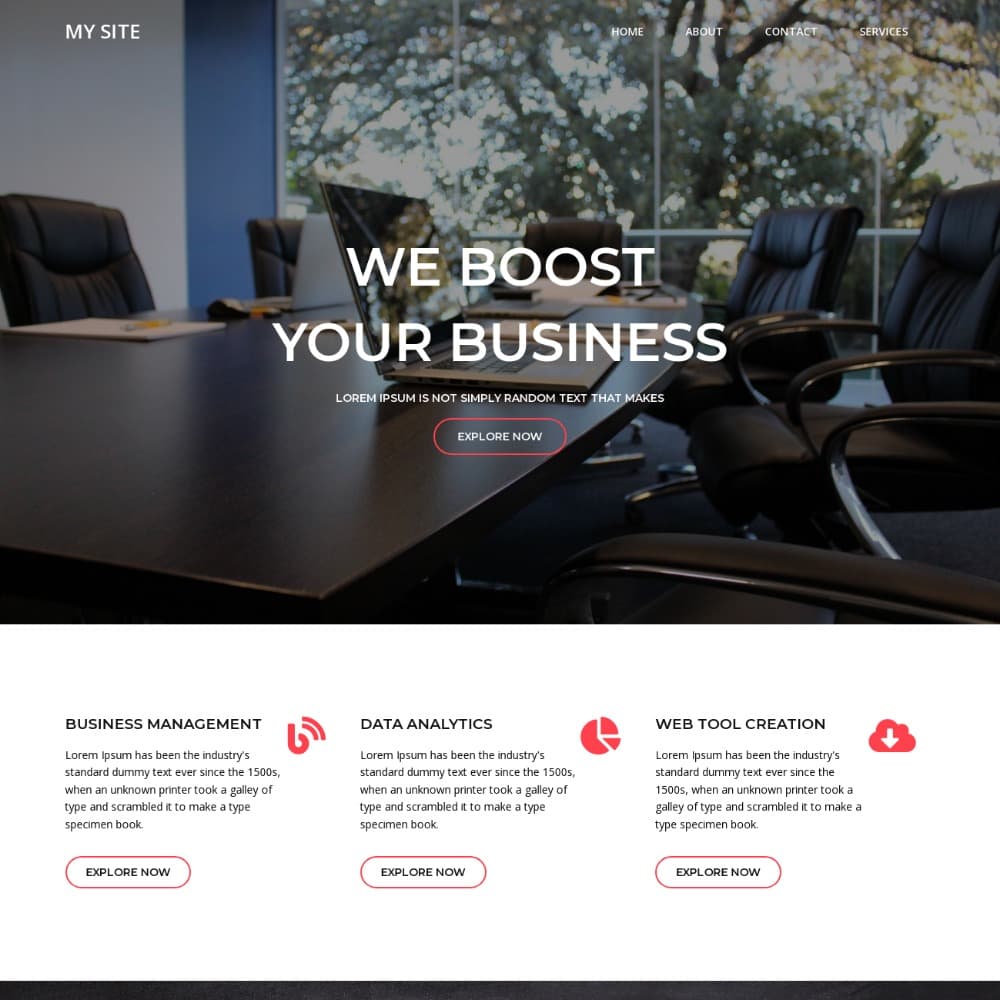 MY SITE
HOME ABOUT CONTACT SERVICES
WE BOOST
YOUR BUSINESS
LOREM IPSUM IS NOT SIMPLY RANDOM TEXT THAT MAKES
EXPLORE NOW
BUSINESS MANAGEMENT
Lorem Ipsum has been the industry's
standard dummy text ever since the 1500s,
when an unknown printer took a galley of
type and scrambled it to make a type
specimen book.
EXPLORE NOW
DATA ANALYTICS
Lorem Ipsum has been the industry's
standard dummy text ever since the 1500s,
when an unknown printer took a galley of
type and scrambled it to make a type
specimen book.
EXPLORE NOW
WEB TOOL CREATION
Lorem Ipsum has been the industry's
standard dummy text ever since the
1500s, when an unknown printer took a
galley of type and scrambled it to make a
type specimen book.
EXPLORE NOW